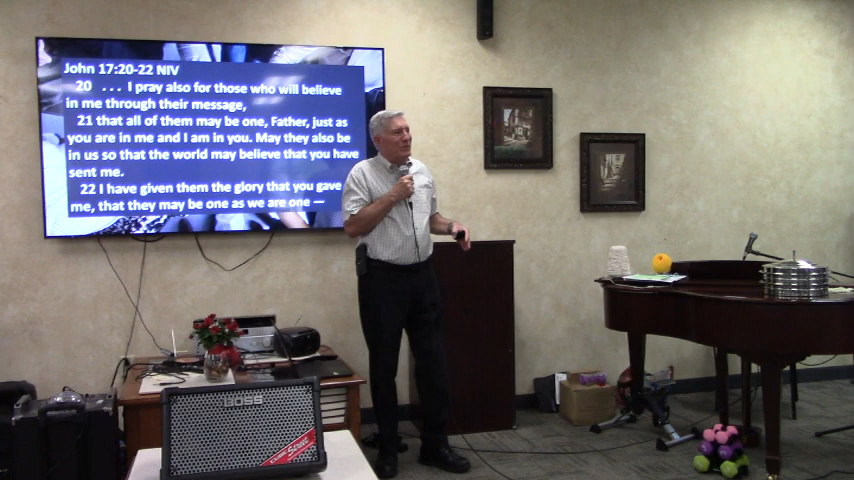 John 17:20-22 NIV
20 ... I pray also for those who will believe
in me through their message,
21 that all of them may be one, Father, just as
you are in me and I am in you. May they also be
in us so that the world may believe that you have
sent me.
22 I have given them the glory that you gave
me, that they may be one as we are one —
BOSS
CUBE Street